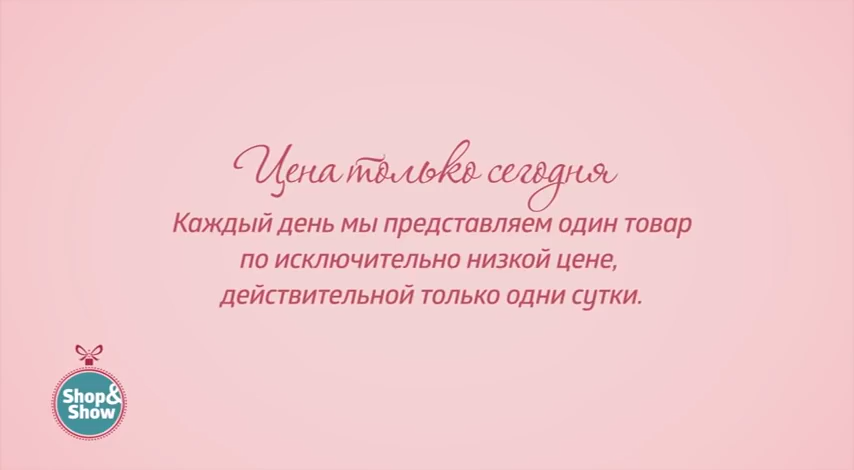 Цена только сегодня
Каждый день мы представляем один товар
по исключительно низкой цене,
действительной только одни сутки.
Shop&
Show